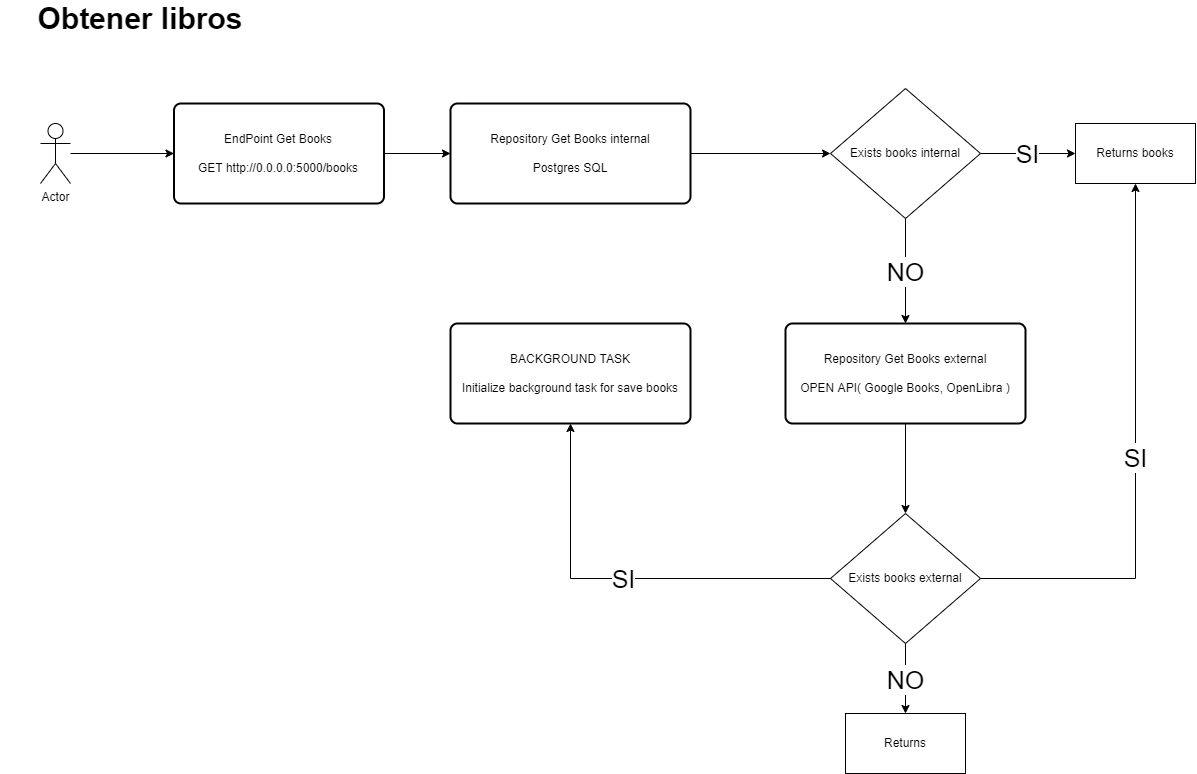 Obtener libros
Actor
EndPoint Get Books
GET http://0.0.0.0:5000/books
Repository Get Books internal
Postgres SQL
Exists books internal
SI
Returns books
NO
BACKGROUND TASK
Initialize background task for save books
Repository Get Books external
OPEN API( Google Books, OpenLibra )
SI
SI
Exists books external
NO
Returns